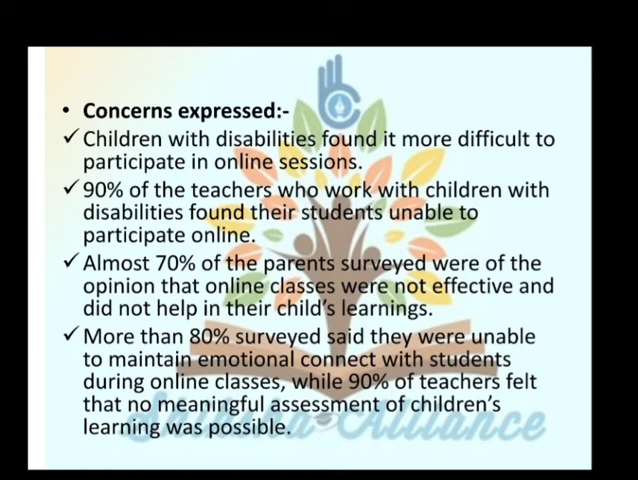 • Concerns expressed:-
✓ Children with disabilities found it more difficult to
participate in online sessions.
✓ 90% of the teachers who work with children with
disabilities found their students unable to
participate online.
✓ Almost 70% of the parents surveyed were of the
opinion that online classes were not effective and
did not help in their child's learnings.
✓ More than 80% surveyed said they were unable
to maintain emotional connect with students
during online classes, while 90% of teachers felt
that no meaningful assessment of children's
learning was possible.
Alliance